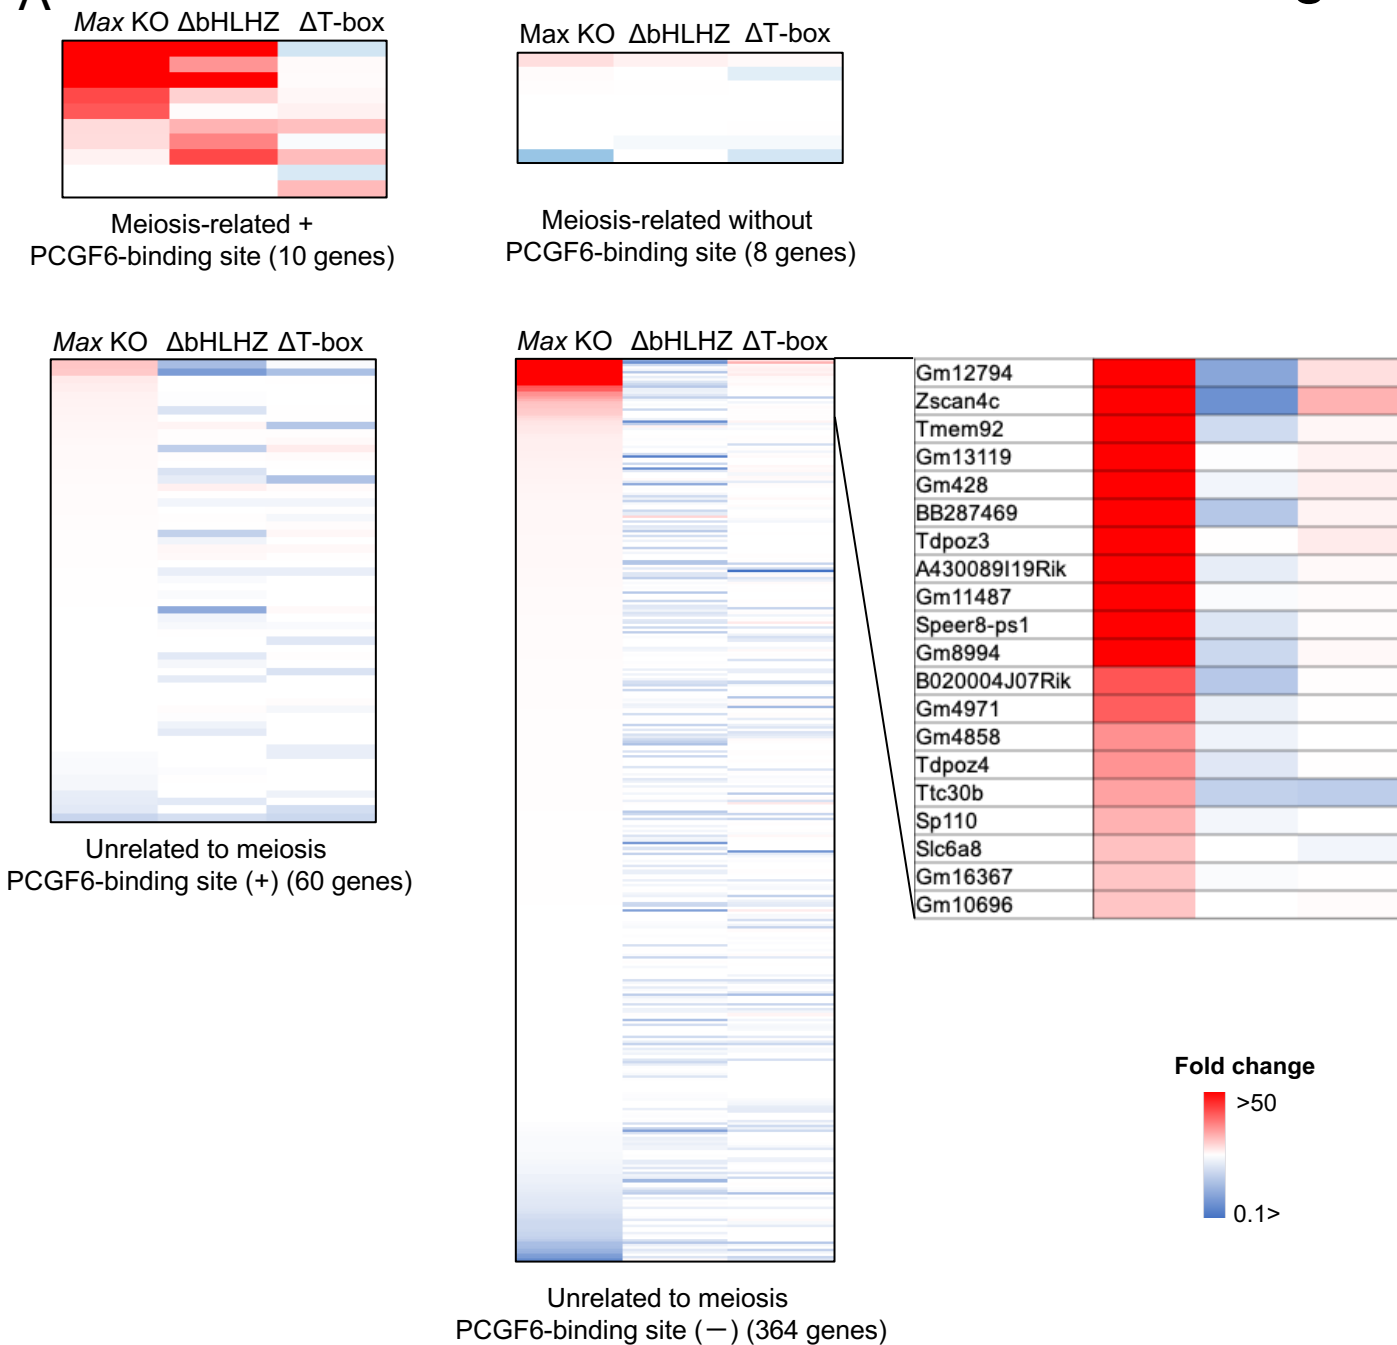 A
Max KO ΔbHLHZ ΔT-box
Meiosis-related +
PCGF6-binding site (10 genes)
Max KO ΔbHLHZ ΔT-box
Meiosis-related without
PCGF6-binding site (8 genes)
Max KO ΔbHLHZ ΔT-box
Unrelated to meiosis
PCGF6-binding site (+) (60 genes)
Max KO ΔbHLHZ ΔT-box
Unrelated to meiosis
PCGF6-binding site (−) (364 genes)
Gm12794
Zscan4c
Tmem92
Gm13119
Gm428
BB287469
Tdpoz3
A430089I19Rik
Gm11487
Speer8-ps1
Gm8994
B020004J07Rik
Gm4971
Gm4858
Tdpoz4
Ttc30b
Sp110
Slc6a8
Gm16367
Gm10696
Fold change
>50
0.1>